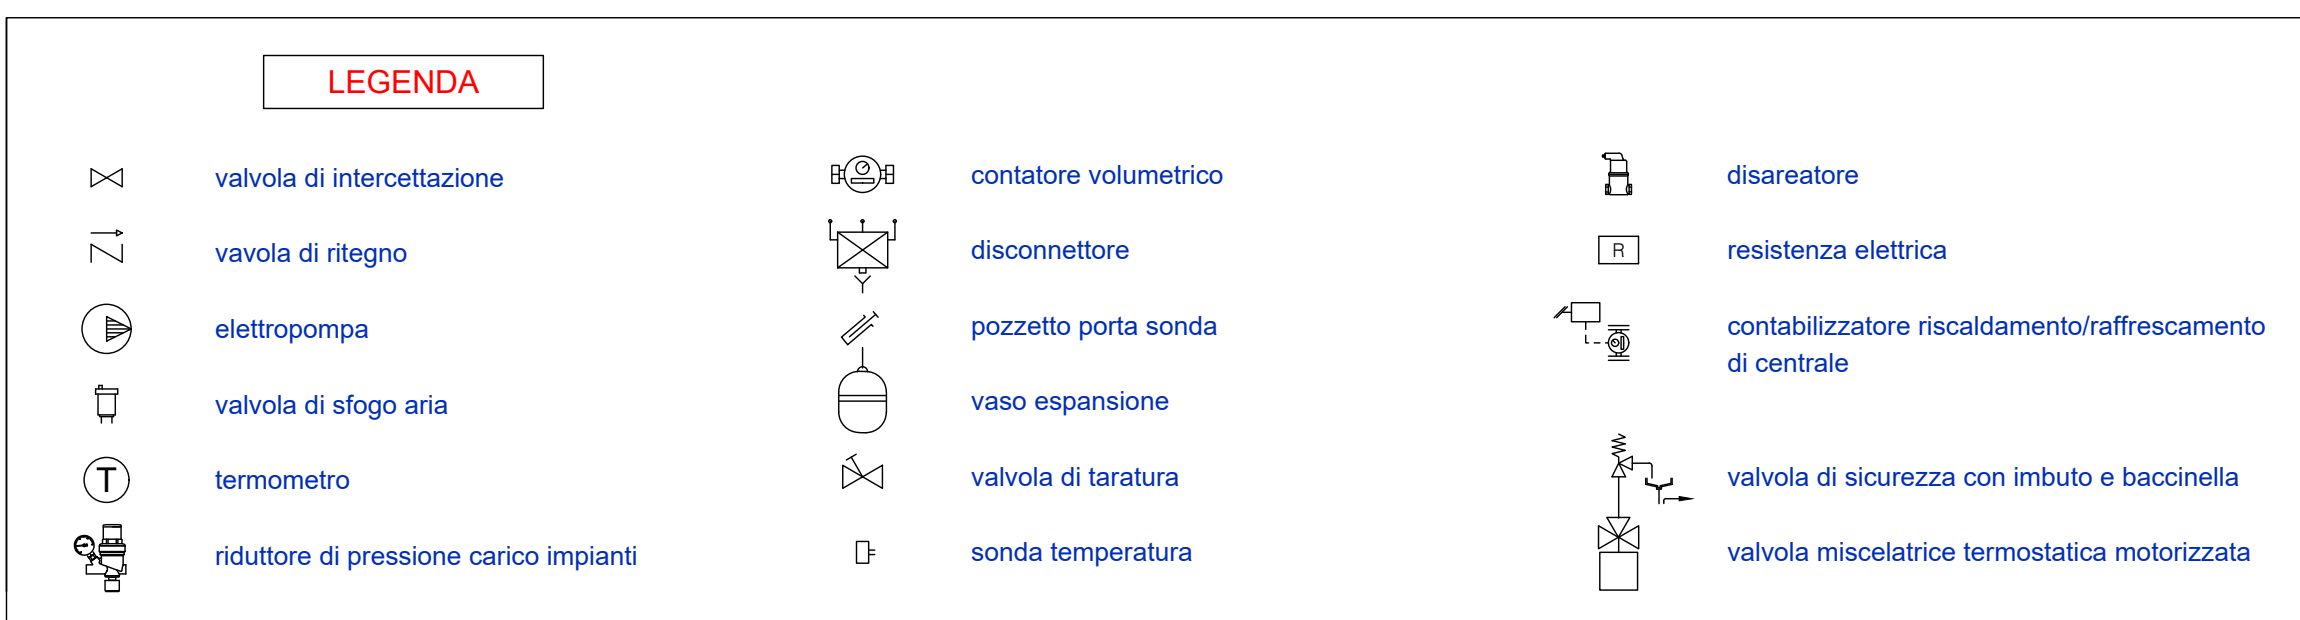 LEGENDA
valvola di intercettazione
vavola di ritegno
elettropompa
valvola di sfogo aria
T
termometro
riduttore di pressione carico impianti
contatore volumetrico
disconnettore
pozzetto porta sonda
vaso espansione
valvola di taratura
sonda temperatura
disareatore
R
resistenza elettrica
contabilizzatore riscaldamento/raffrescamento
di centrale
valvola di sicurezza con imbuto e baccinella
valvola miscelatrice termostatica motorizzata